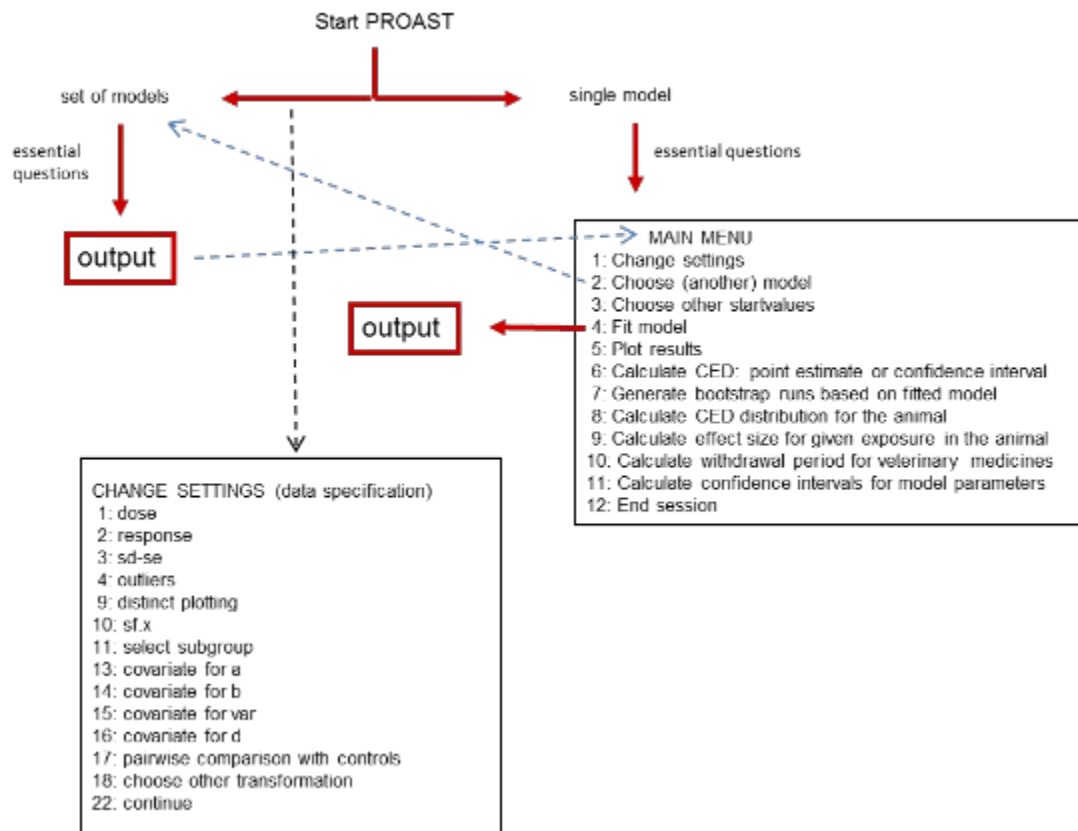 Start PROAST
set of models
single model
essential
questions
essential questions
output
output
MAIN MENU
1: Change settings
2: Choose (another) model
3: Choose other startvalues
4: Fit model
5: Plot results
6: Calculate CED: point estimate or confidence interval
7: Generate bootstrap runs based on fitted model
8: Calculate CED distribution for the animal
9: Calculate effect size for given exposure in the animal
10: Calculate withdrawal period for veterinary medicines
11: Calculate confidence intervals for model parameters
12: End session
CHANGE SETTINGS (data specification)
1: dose
2: response
3: sd-se
4: outliers
9: distinct plotting
10: sf.x
11: select subgroup
13: covariate for a
14: covariate for b
15: covariate for var
16: covariate for d
17: pairwise comparison with controls
18: choose other transformation
22: continue